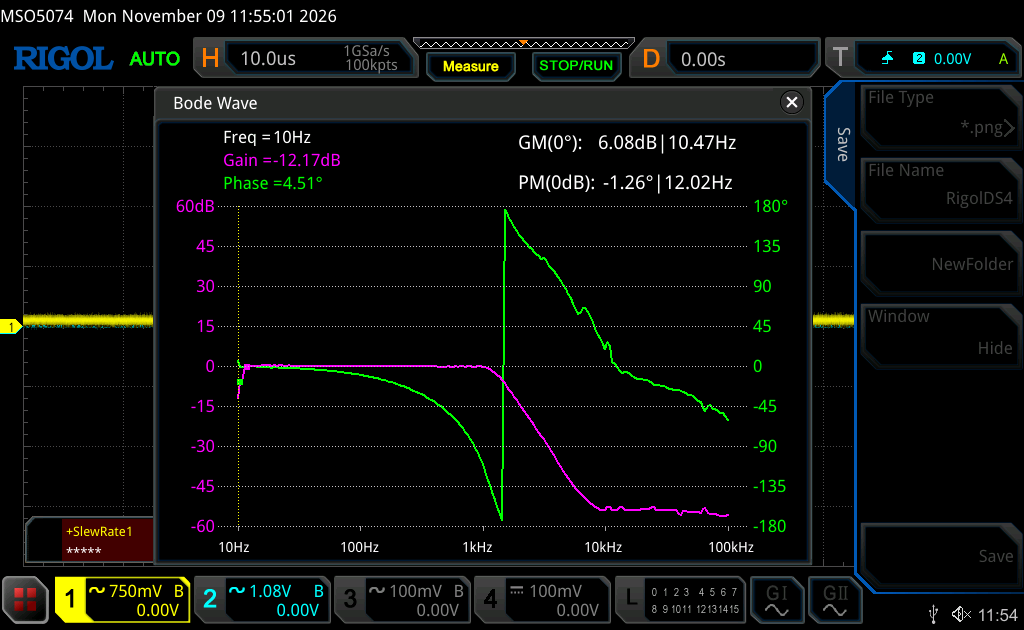 MSO5074 Mon November 09 11:55:01 2026
RIGOL AUTO H 10.0us 1GSa/s 100kpts Measure STOP/RUN D 0.00s T 2 0.00V A
Bode Wave
Freq =10Hz
Gain =-12.17dB
Phase =4.51°
GM(0°): 6.08dB|10.47Hz
PM(0dB): -1.26°|12.02Hz
60dB 180°
45 135
30 90
15 45
0 0
-15 -45
-30 -90
-45 -135
-60 -180
10Hz 100Hz 1kHz 10kHz 100kHz
1
+SlewRate1
*****
Save
File Type
*.png
File Name
RigolDS4
NewFolder
Window
Hide
Save
1 750mV B
0.00V
2 1.08V B
0.00V
3 100mV B
0.00V
4 100mV
0.00V
L 0 1 2 3 4 5 6 7
8 9 10 11 12 13 14 15
GI
GII
11:54